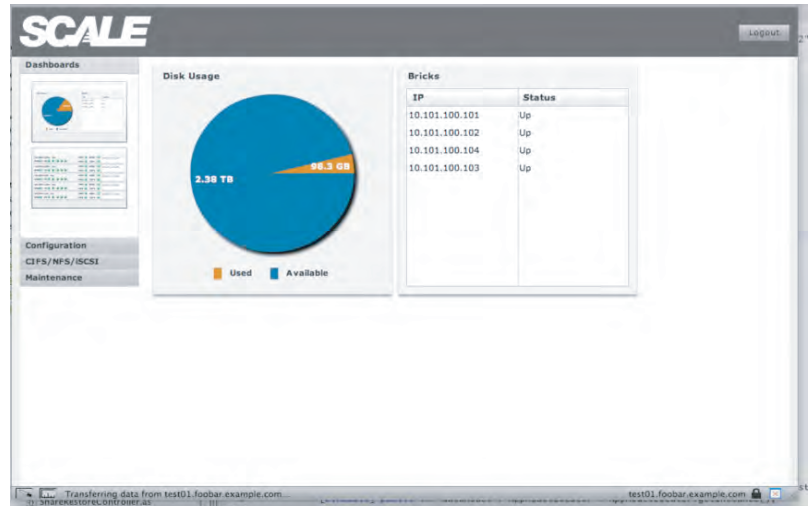 SCALE
Logout
Dashboards
Configuration
CIFS/NFS/iSCSI
Maintenance
Disk Usage
98.3 GB
2.38 TB
Used
Available
Bricks
IP Status
10.101.100.101 Up
10.101.100.102 Up
10.101.100.104 Up
10.101.100.103 Up
Transferring data from test01.foobar.example.com...
test01.foobar.example.com
ShareRestoreController.as